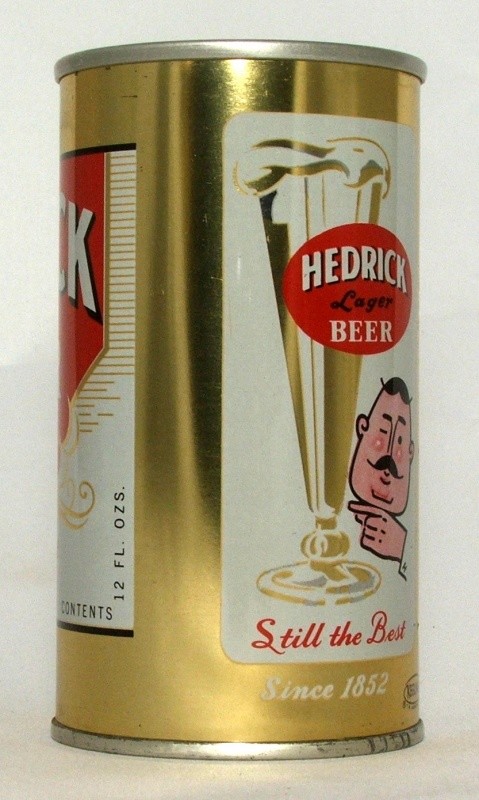 CK
CONTENTS
12 FL. OZS.
HEDRICK
Lager
BEER
Still the Best
Since 1852